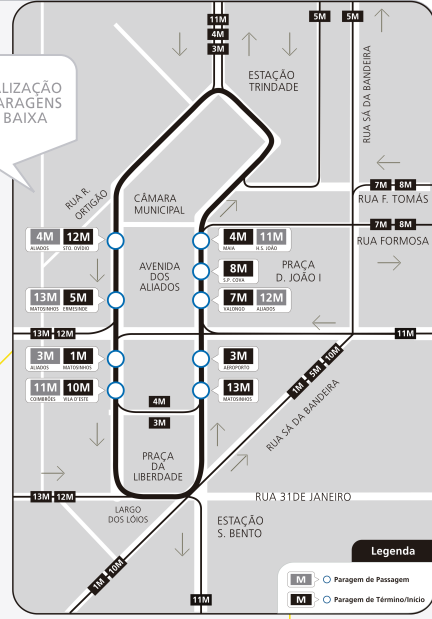 11M
4M
3M
5M
5M
ALIZAÇÃO
ARAGENS
BAIXA
ESTAÇÃO
TRINDADE
RUA SÁ DA BANDEIRA
7M 8M
RUA F. TOMÁS
RUA R.
ORTIGÃO
CÂMARA
MUNICIPAL
7M 8M
RUA FORMOSA
4M 12M
ALIADOS STO. OVÍDIO
4M 11M
MAIA H.S. JOÃO
AVENIDA
DOS
ALIADOS
8M
S.P. COVA
PRAÇA
D. JOÃO I
13M 5M
MATOSINHOS ERMESINDE
7M 12M
VALONGO ALIADOS
13M 12M
11M
3M 1M
ALIADOS MATOSINHOS
3M
AEROPORTO
11M 10M
COIMBRÕES VILA D'ESTE
13M
MATOSINHOS
1M 5M 10M
4M
3M
RUA SÁ DA BANDEIRA
PRAÇA
DA
LIBERDADE
13M 12M
RUA 31DE JANEIRO
LARGO
DOS LÓIOS
ESTAÇÃO
S. BENTO
1M 10M
11M
Legenda
M Paragem de Passagem
M Paragem de Término/Início